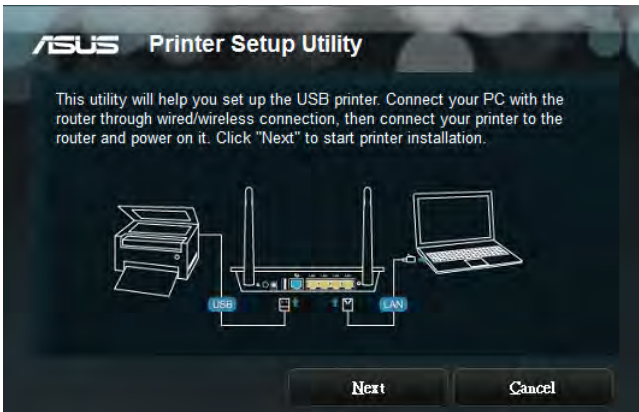 ASUS Printer Setup Utility
This utility will help you set up the USB printer. Connect your PC with the
router through wired/wireless connection, then connect your printer to the
router and power on it. Click "Next" to start printer installation.
USB LAN
Next Cancel